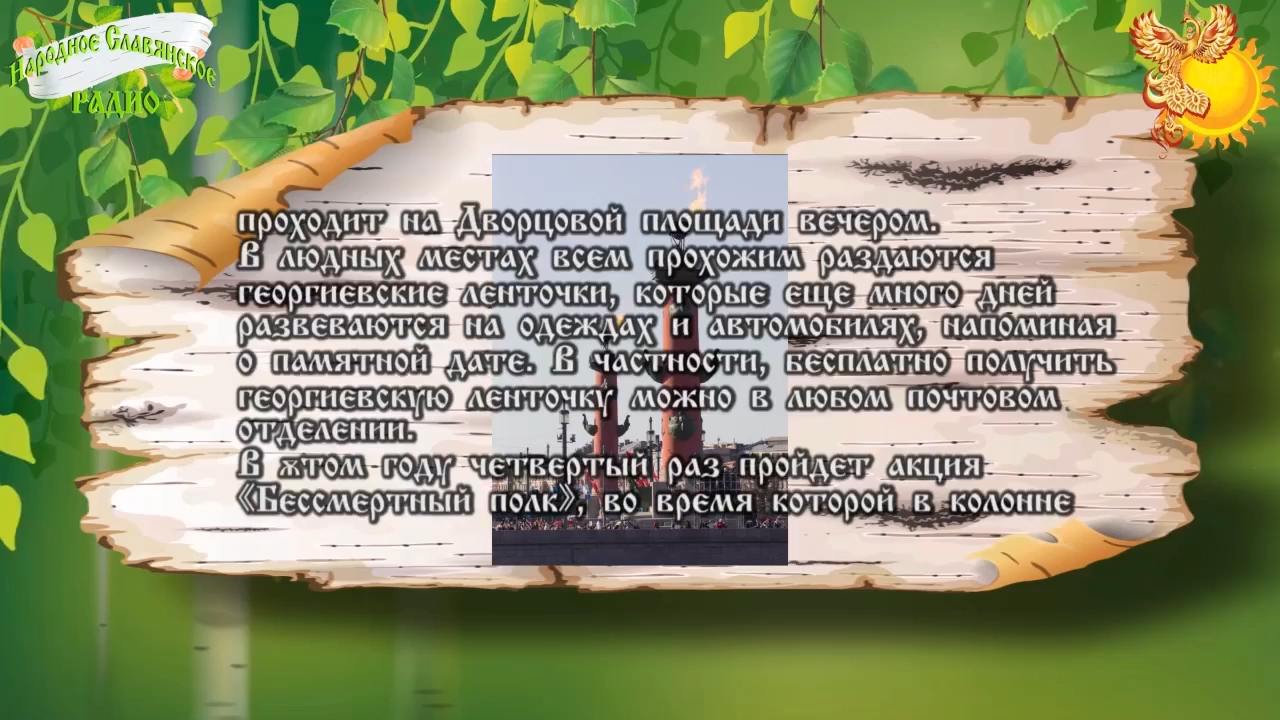 Народное Славянское
РАДИО
проходит на Дворцовой площади вечером.
В людных местах всем прохожим раздаются
георгиевские ленточки, которые еще много дней
развеваются на одеждах и автомобилях, напоминая
о памятной дате. В частности, бесплатно получить
георгиевскую ленточку можно в любом почтовом
отделении.
В этом году четвертый раз пройдет акция
《Бессмертный полк》, во время которой в колонне